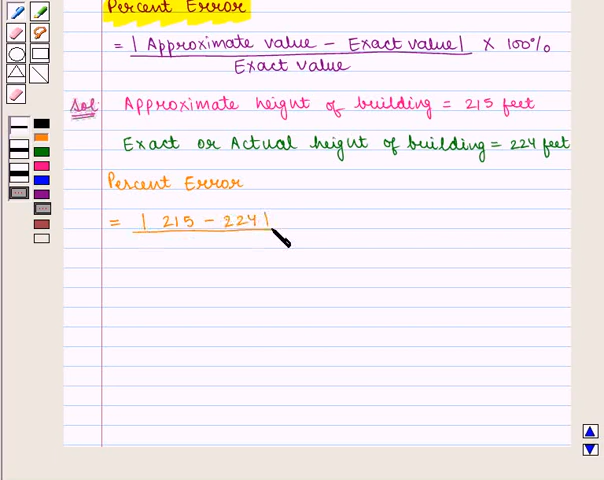 Percent Error
= | Approximate value - Exact value | × 100%
Exact value
Sol: Approximate height of building = 215 feet
Exact or Actual height of building = 224 feet
Percent Error
= | 215 - 224 |